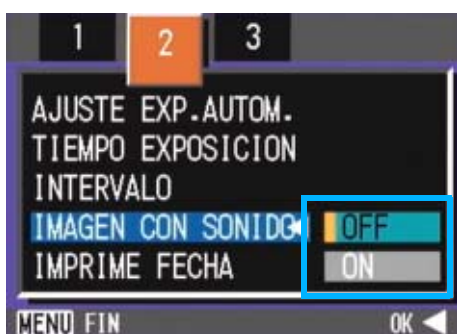 1 2 3
AJUSTE EXP.AUTOM.
TIEMPO EXPOSICION
INTERVALO
IMAGEN CON SONIDO OFF
IMPRIME FECHA ON
MENU FIN OK